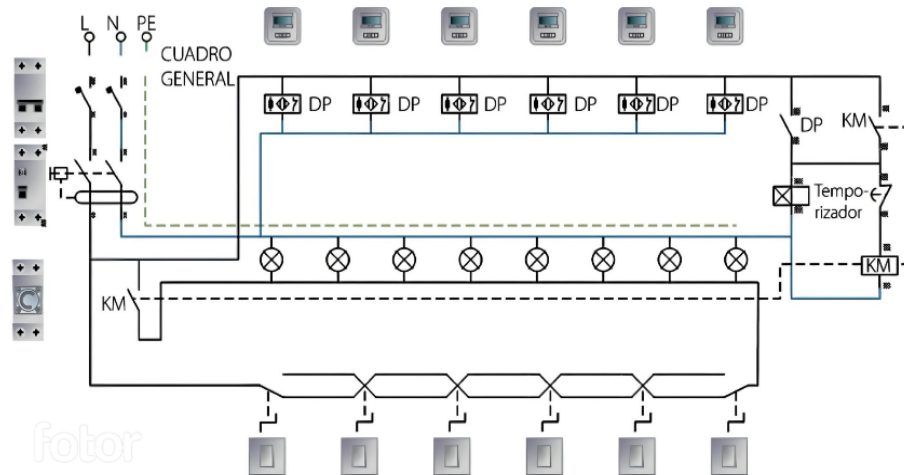 L N PE
CUADRO
GENERAL
DP DP DP DP DP DP
DP
KM
Tempo-
rizador
KM
KM
fotor